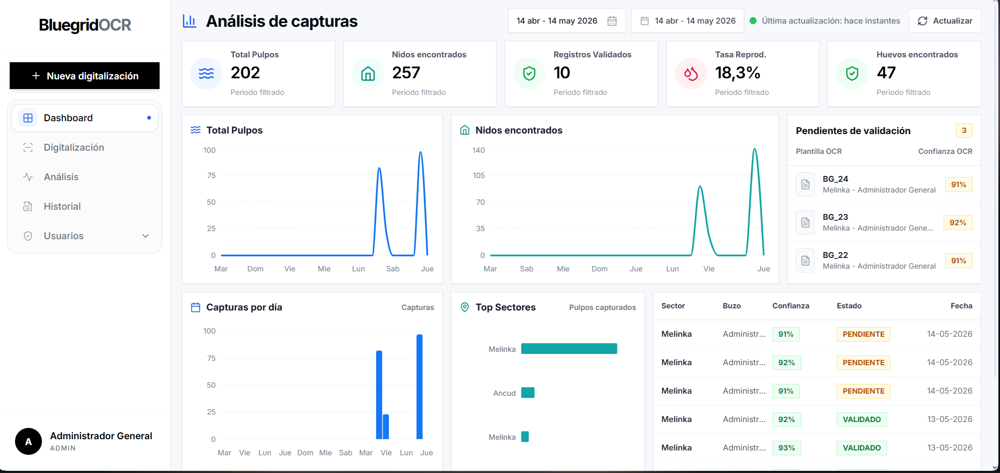 BluegridOCR
+ Nueva digitalización
Dashboard
Digitalización
Análisis
Historial
Usuarios
A
Administrador General
ADMIN
Análisis de capturas
14 abr - 14 may 2026
14 abr - 14 may 2026
Última actualización: hace instantes
Actualizar
Total Pulpos
202
Periodo filtrado
Nidos encontrados
257
Periodo filtrado
Registros Validados
10
Periodo filtrado
Tasa Reprod.
18,3%
Periodo filtrado
Huevos encontrados
47
Periodo filtrado
Total Pulpos
100
75
50
25
0
Mar Dom Vie Mie Lun Sab Jue
Nidos encontrados
140
105
70
35
0
Mar Sab Mie Dom Jue Lun Vie Jue
Pendientes de validación 3
Plantilla OCR Confianza OCR
BG_24
Melinka - Administrador General
91%
BG_23
Melinka - Administrador Gene...
92%
BG_22
Melinka - Administrador General
91%
Capturas por día Capturas
100
75
50
25
0
Mar Vie Lun Jue Dom Mie Sab Mar Vie Lun Jue
Top Sectores Pulpos capturados
Melinka
Ancud
Melinka
Sector Buzo Confianza Estado Fecha
Melinka Administr... 91% PENDIENTE 14-05-2026
Melinka Administr... 92% PENDIENTE 14-05-2026
Melinka Administr... 91% PENDIENTE 14-05-2026
Melinka Administr... 92% VALIDADO 13-05-2026
Melinka Administr... 93% VALIDADO 13-05-2026